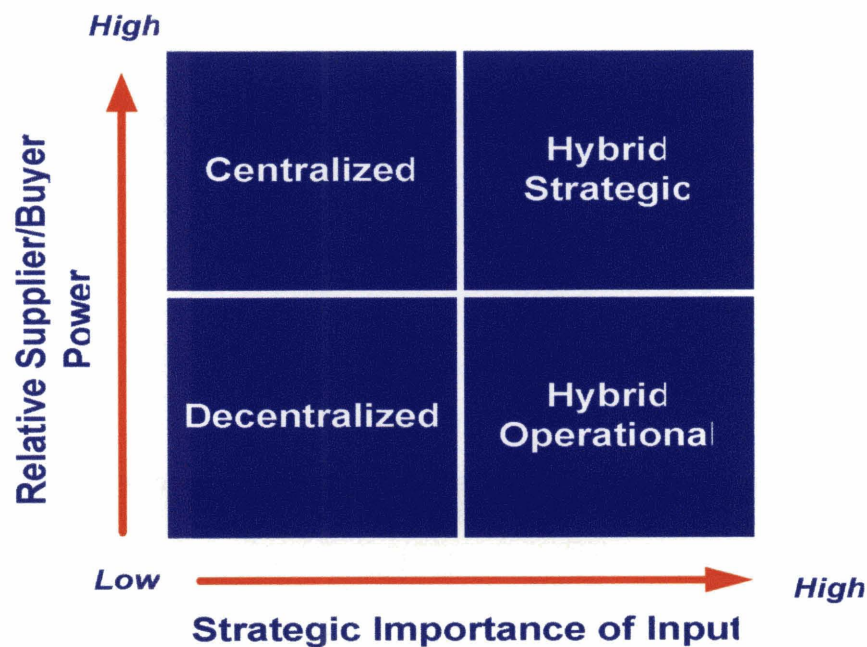 High
Relative Supplier/Buyer
Power
Centralized
Hybrid
Strategic
Decentralized
Hybrid
Operational
Low
High
Strategic Importance of Input